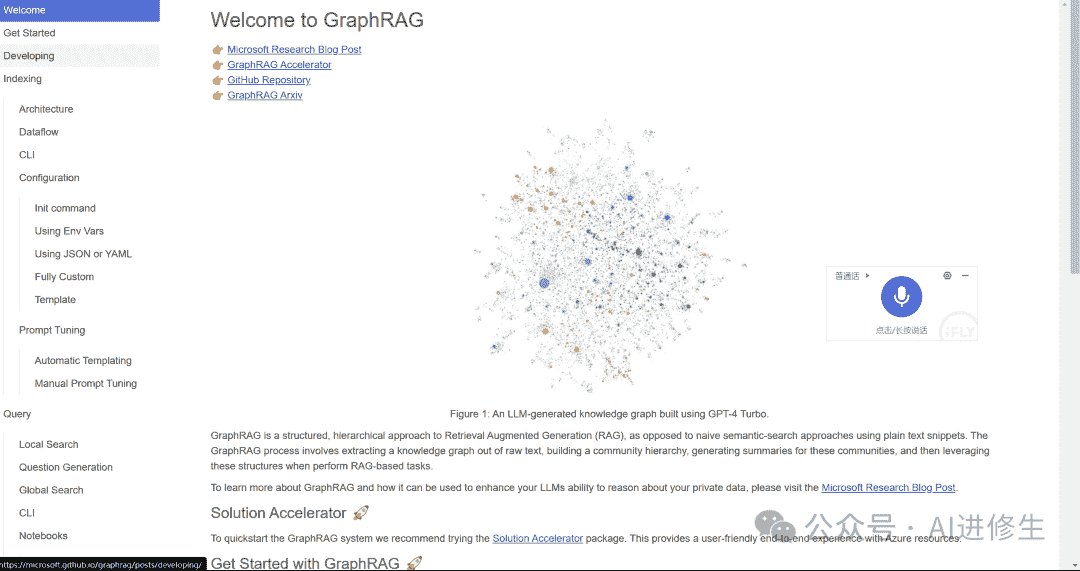 Welcome
Get Started
Developing
Indexing
Architecture
Dataflow
CLI
Configuration
Init command
Using Env Vars
Using JSON or YAML
Fully Custom
Template
Prompt Tuning
Automatic Templating
Manual Prompt Tuning
Query
Local Search
Question Generation
Global Search
CLI
Notebooks
https://microsoft.github.io/graphrag/posts/developing/
Welcome to GraphRAG
Microsoft Research Blog Post
GraphRAG Accelerator
GitHub Repository
GraphRAG Arxiv
普通话
点击/长按说话
iFLY
Figure 1: An LLM-generated knowledge graph built using GPT-4 Turbo.
GraphRAG is a structured, hierarchical approach to Retrieval Augmented Generation (RAG), as opposed to naive semantic-search approaches using plain text snippets. The
GraphRAG process involves extracting a knowledge graph out of raw text, building a community hierarchy, generating summaries for these communities, and then leveraging
these structures when perform RAG-based tasks.
To learn more about GraphRAG and how it can be used to enhance your LLMs ability to reason about your private data, please visit the Microsoft Research Blog Post.
Solution Accelerator 🚀
To quickstart the GraphRAG system we recommend trying the Solution Accelerator package. This provides a user-friendly end-to-end experience with Azure resources.
Get Started with GraphRAG 🚀
公众号 · AI进修生